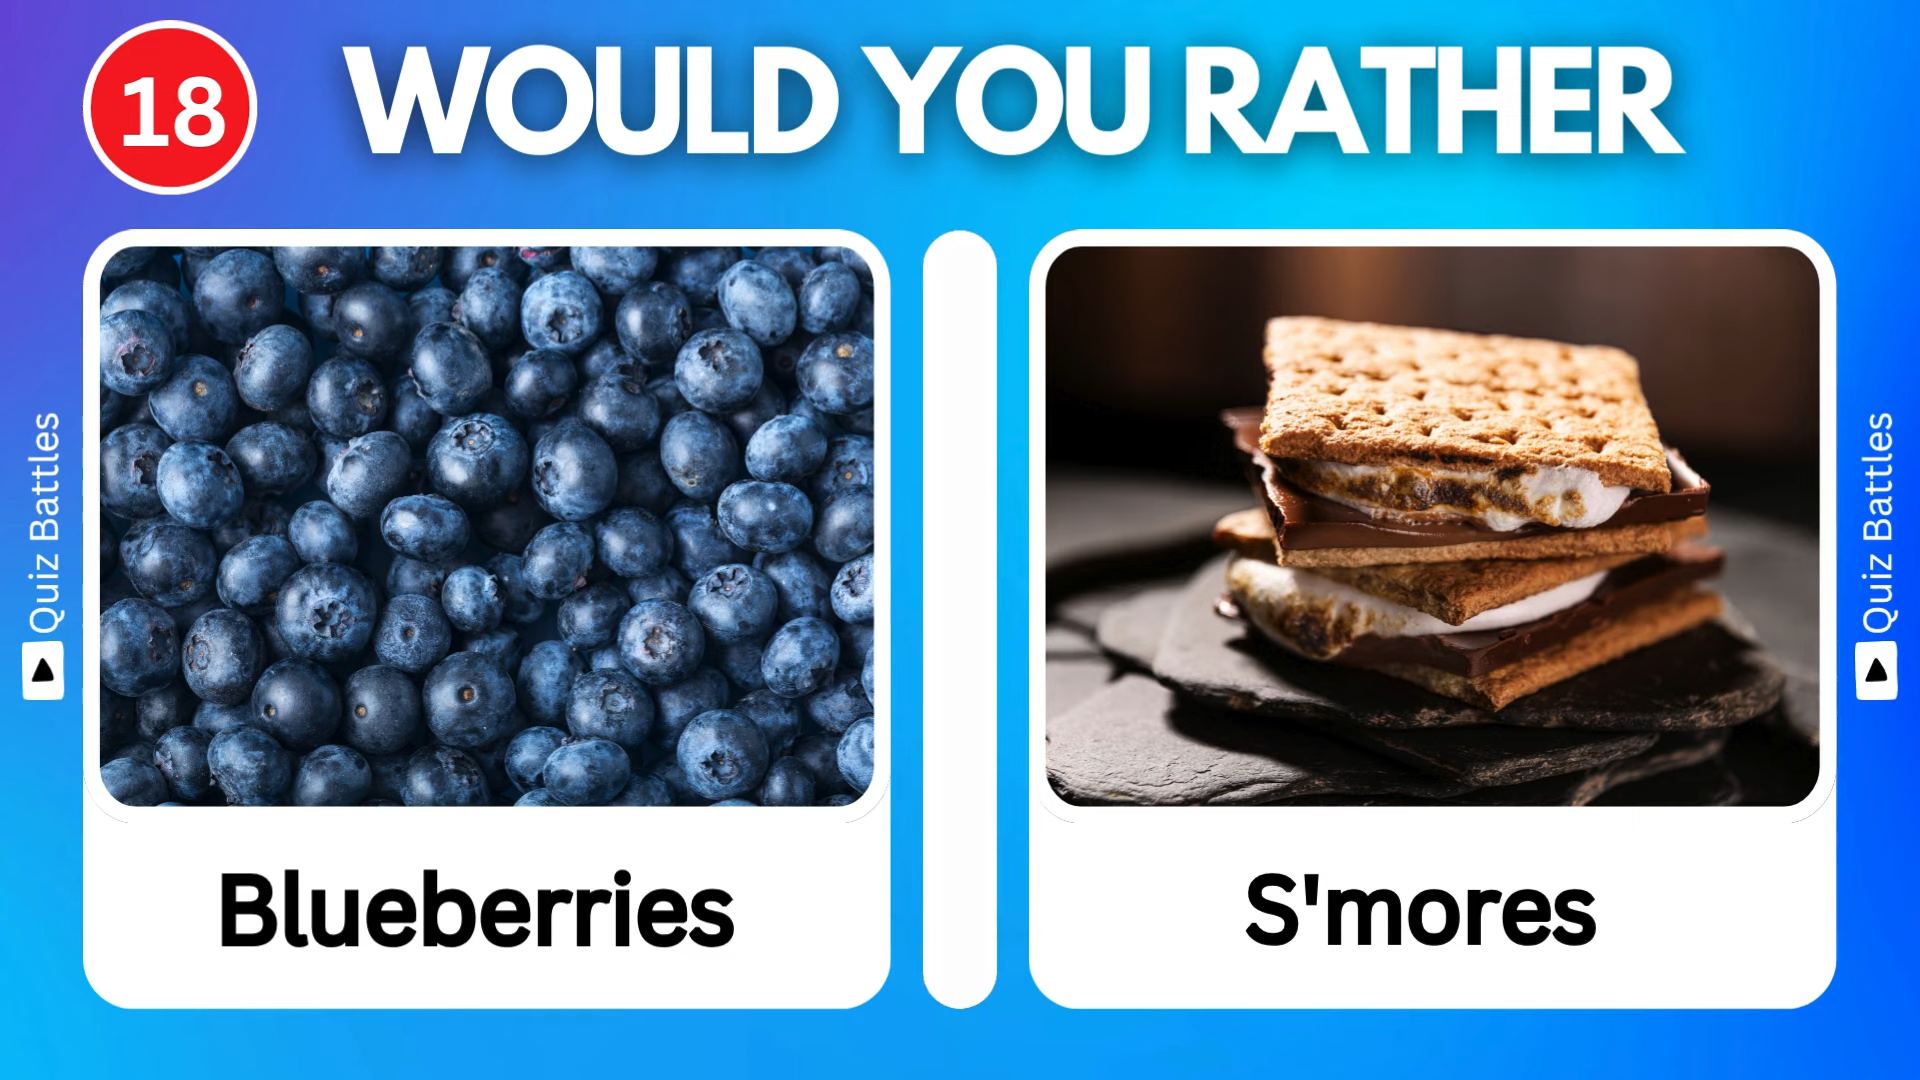 18
WOULD YOU RATHER
Quiz Battles
Blueberries
S'mores
Quiz Battles